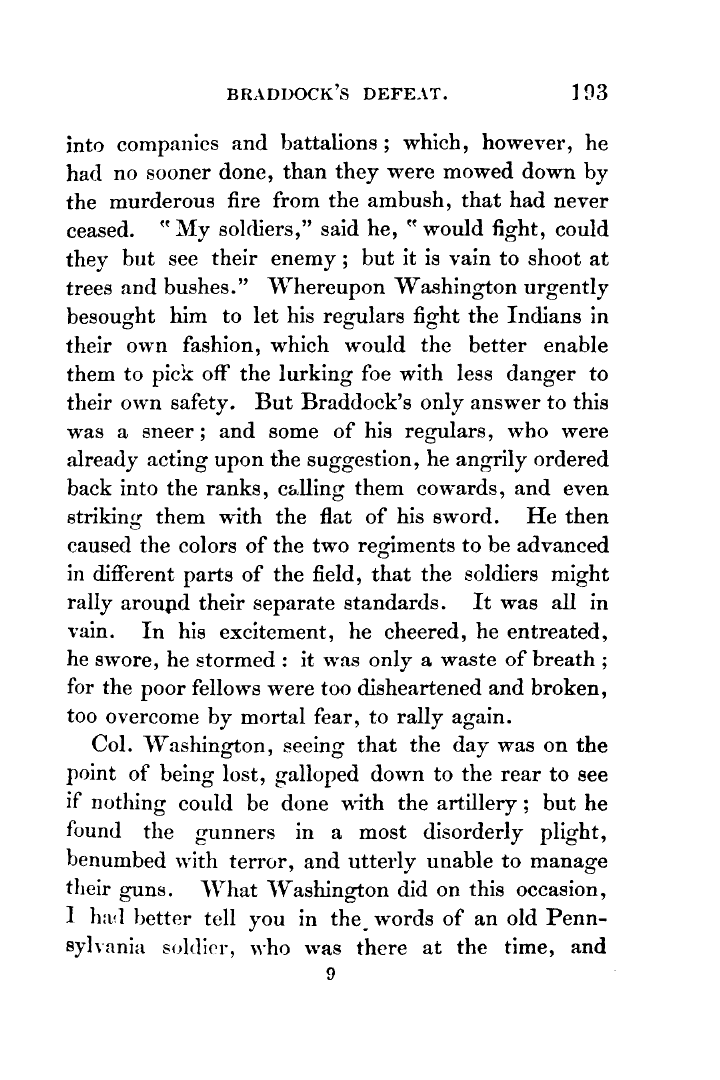 BRADDOCK'S DEFEAT. 193
into companies and battalions ; which, however, he
had no sooner done, than they were mowed down by
the murderous fire from the ambush, that had never
ceased. “ My soldiers,” said he, “ would fight, could
they but see their enemy ; but it is vain to shoot at
trees and bushes.” Whereupon Washington urgently
besought him to let his regulars fight the Indians in
their own fashion, which would the better enable
them to pick off the lurking foe with less danger to
their own safety. But Braddock's only answer to this
was a sneer ; and some of his regulars, who were
already acting upon the suggestion, he angrily ordered
back into the ranks, calling them cowards, and even
striking them with the flat of his sword. He then
caused the colors of the two regiments to be advanced
in different parts of the field, that the soldiers might
rally around their separate standards. It was all in
vain. In his excitement, he cheered, he entreated,
he swore, he stormed : it was only a waste of breath ;
for the poor fellows were too disheartened and broken,
too overcome by mortal fear, to rally again.
Col. Washington, seeing that the day was on the
point of being lost, galloped down to the rear to see
if nothing could be done with the artillery ; but he
found the gunners in a most disorderly plight,
benumbed with terror, and utterly unable to manage
their guns. What Washington did on this occasion,
I had better tell you in the words of an old Penn-
sylvania soldier, who was there at the time, and
9